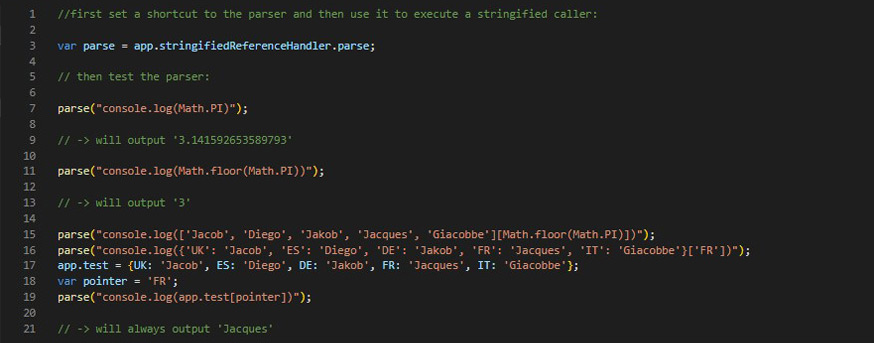 1 //first set a shortcut to the parser and then use it to execute a stringified caller:
2
3 var parse = app.stringifiedReferenceHandler.parse;
4
5 // then test the parser:
6
7 parse("console.log(Math.PI)");
8
9 // -> will output '3.141592653589793'
10
11 parse("console.log(Math.floor(Math.PI))");
12
13 // -> will output '3'
14
15 parse("console.log(['Jacob', 'Diego', 'Jakob', 'Jacques', 'Giacobbe'][Math.floor(Math.PI)])");
16 parse("console.log({'UK': 'Jacob', 'ES': 'Diego', 'DE': 'Jakob', 'FR': 'Jacques', 'IT': 'Giacobbe'}['FR'])");
17 app.test = {UK: 'Jacob', ES: 'Diego', DE: 'Jakob', FR: 'Jacques', IT: 'Giacobbe'};
18 var pointer = 'FR';
19 parse("console.log(app.test[pointer])");
20
21 // -> will always output 'Jacques'